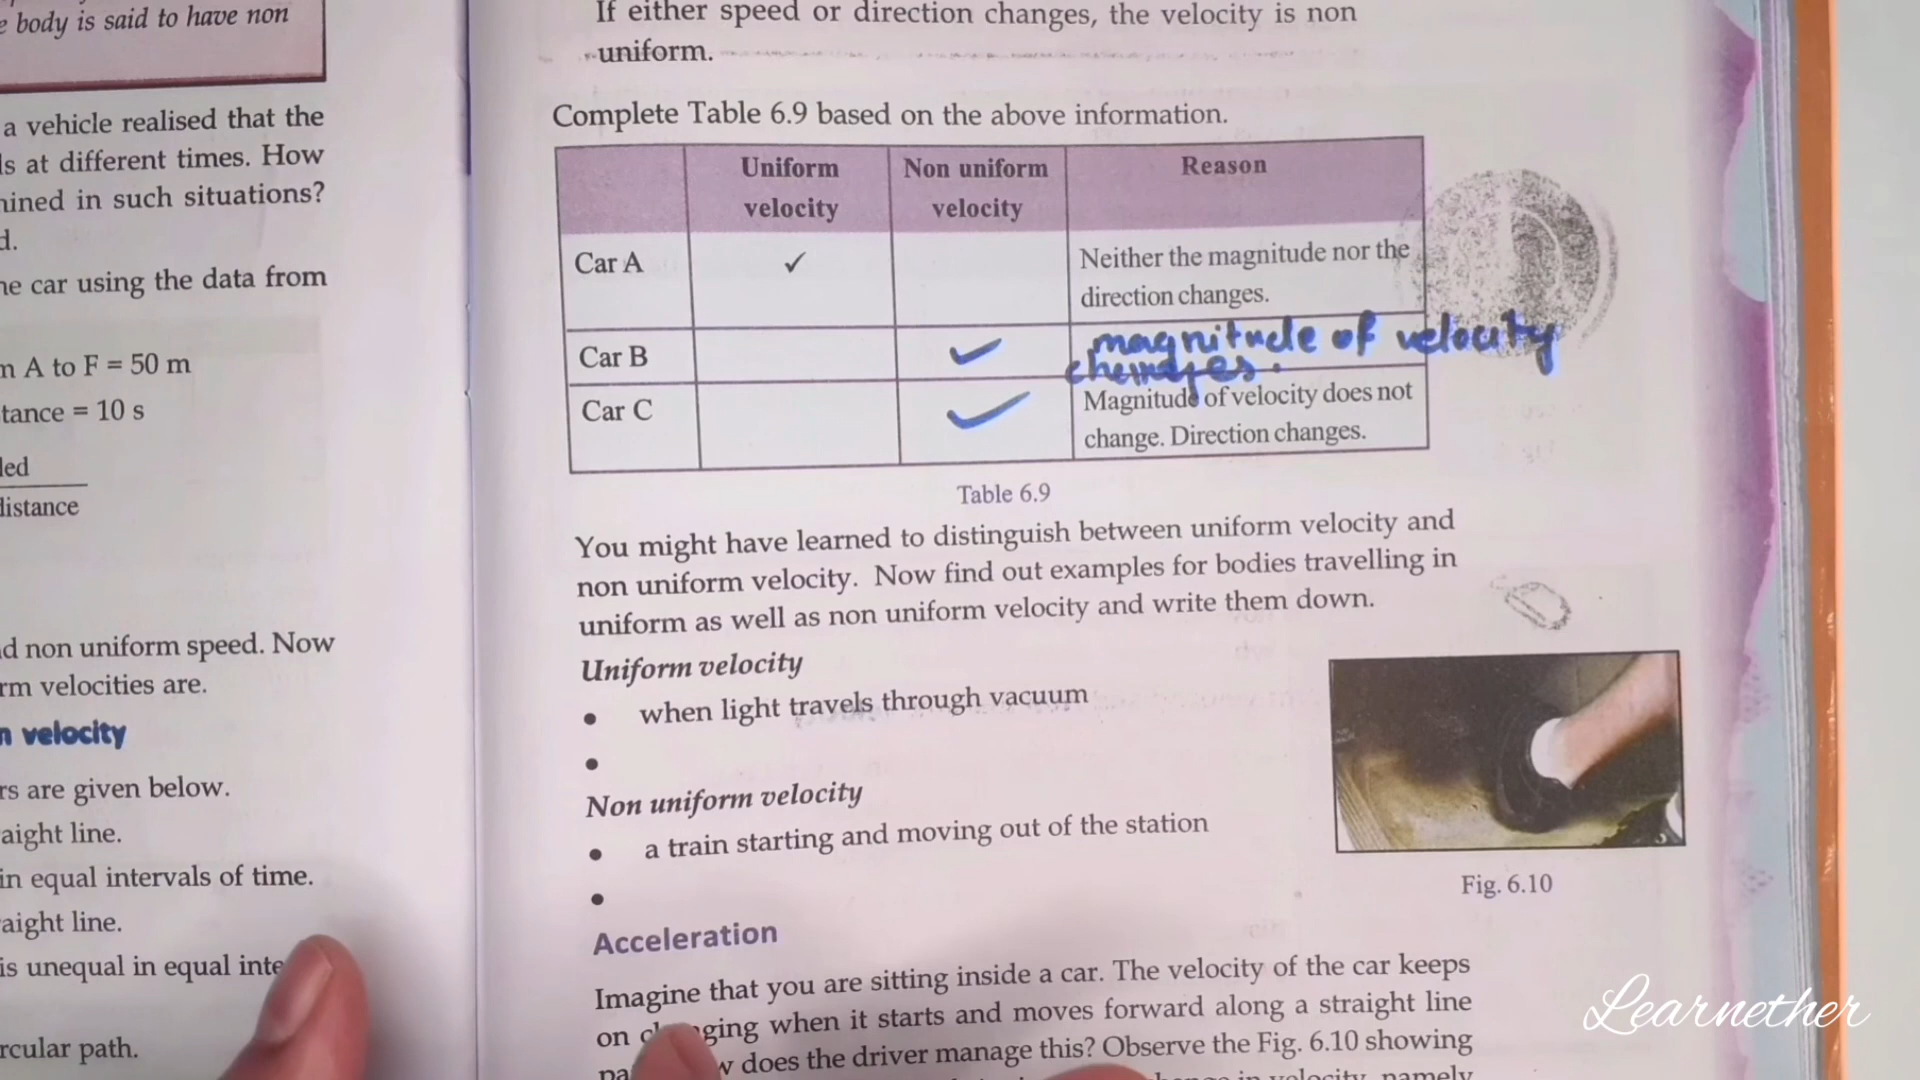 e body is said to have non
a vehicle realised that the
ls at different times. How
nined in such situations?
d.
ne car using the data from
m A to F = 50 m
tance = 10 s
led
distance
nd non uniform speed. Now
rm velocities are.
n velocity
rs are given below.
aight line.
in equal intervals of time.
aight line.
is unequal in equal inte
rcular path.
If either speed or direction changes, the velocity is non
uniform.
Complete Table 6.9 based on the above information.
Uniform velocity
Non uniform velocity
Reason
Car A ✓ Neither the magnitude nor the
direction changes.
Car B ✓ magnitude of velocity
changes.
Car C ✓ Magnitude of velocity does not
change. Direction changes.
Table 6.9
You might have learned to distinguish between uniform velocity and
non uniform velocity. Now find out examples for bodies travelling in
uniform as well as non uniform velocity and write them down.
Uniform velocity
• when light travels through vacuum
•
Non uniform velocity
• a train starting and moving out of the station
•
Fig. 6.10
Acceleration
Imagine that you are sitting inside a car. The velocity of the car keeps
on ging when it starts and moves forward along a straight line
pa w does the driver manage this? Observe the Fig. 6.10 showing
in velocity, namely
Learnether